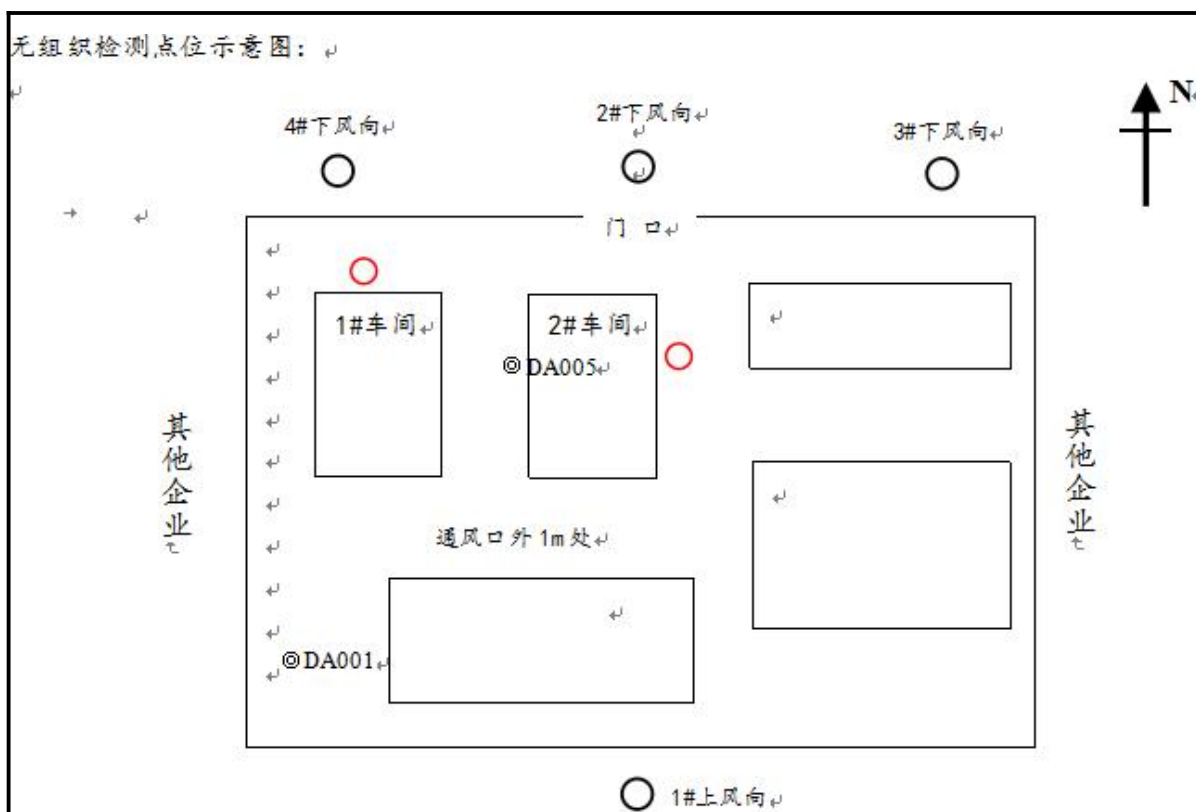 无组织检测点位示意图：
N
4#下风向
2#下风向
3#下风向
门 口
1#车间
2#车间
DA005
其他企业
其他企业
通风口外 1m 处
DA001
1#上风向